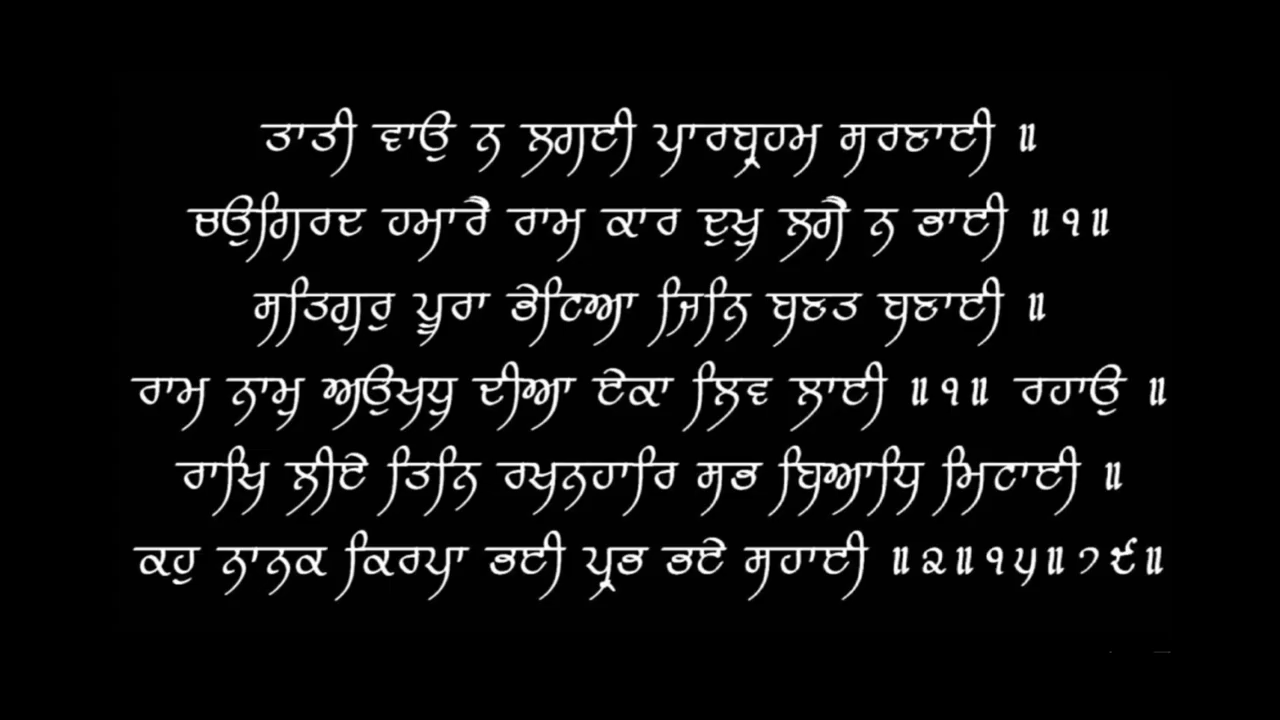 ਤਾਤੀ ਵਾਉ ਨ ਲਗਈ ਪਾਰਬ੍ਰਹਮ ਸਰਣਾਈ ॥
ਚਉਗਿਰਦ ਹਮਾਰੈ ਰਾਮ ਕਾਰ ਦੁਖੁ ਲਗੈ ਨ ਭਾਈ ॥੧॥
ਸਤਿਗੁਰੁ ਪੂਰਾ ਭੇਟਿਆ ਜਿਨਿ ਬਣਤ ਬਣਾਈ ॥
ਰਾਮ ਨਾਮੁ ਅਉਖਧੁ ਦੀਆ ਏਕਾ ਲਿਵ ਲਾਈ ॥੧॥ ਰਹਾਉ ॥
ਰਾਖਿ ਲੀਏ ਤਿਨਿ ਰਖਨਹਾਰਿ ਸਭ ਬਿਆਧਿ ਮਿਟਾਈ ॥
ਕਹੁ ਨਾਨਕ ਕਿਰਪਾ ਭਈ ਪ੍ਰਭ ਭਏ ਸਹਾਈ ॥੨॥੧੫॥੭੯॥